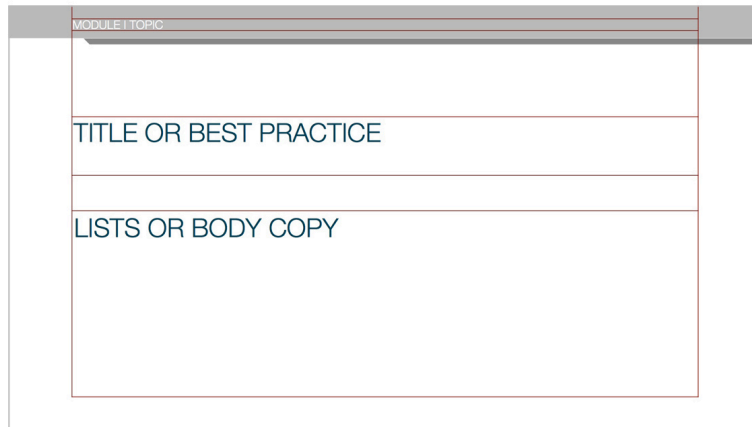 MODULE I TOPIC
TITLE OR BEST PRACTICE
LISTS OR BODY COPY